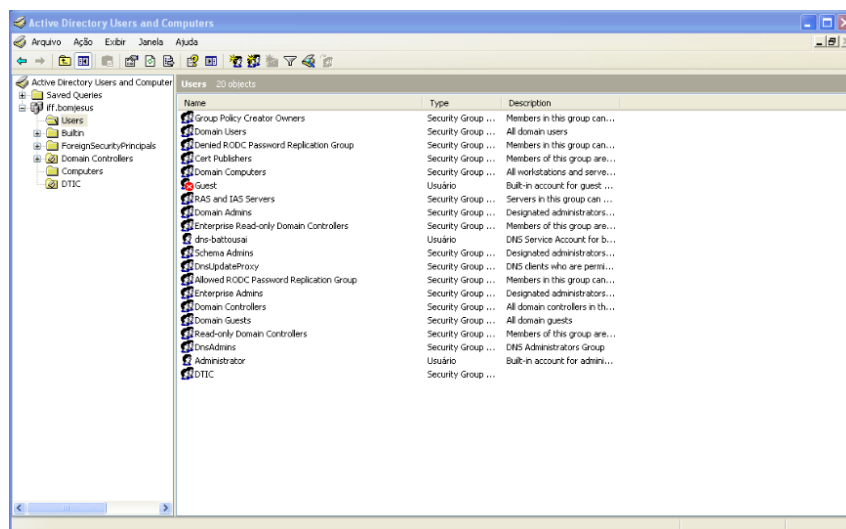 Active Directory Users and Computers
Arquivo Ação Exibir Janela Ajuda
Active Directory Users and Computer
Saved Queries
iff.bomjesus
Users
Builtin
ForeignSecurityPrincipals
Domain Controllers
Computers
DTIC
Users 20 objects
Name Type Description
Group Policy Creator Owners Security Group ... Members in this group can...
Domain Users Security Group ... All domain users
Denied RODC Password Replication Group Security Group ... Members in this group can...
Cert Publishers Security Group ... Members of this group are...
Domain Computers Security Group ... All workstations and serve...
Guest Usuário Built-in account for guest ...
RAS and IAS Servers Security Group ... Servers in this group can ...
Domain Admins Security Group ... Designated administrators...
Enterprise Read-only Domain Controllers Security Group ... Members of this group are...
dns-battousai Usuário DNS Service Account for b...
Schema Admins Security Group ... Designated administrators...
DnsUpdateProxy Security Group ... DNS clients who are permi...
Allowed RODC Password Replication Group Security Group ... Members in this group can...
Enterprise Admins Security Group ... Designated administrators...
Domain Controllers Security Group ... All domain controllers in th...
Domain Guests Security Group ... All domain guests
Read-only Domain Controllers Security Group ... Members of this group are...
DnsAdmins Security Group ... DNS Administrators Group
Administrator Usuário Built-in account for admini...
DTIC Security Group ...